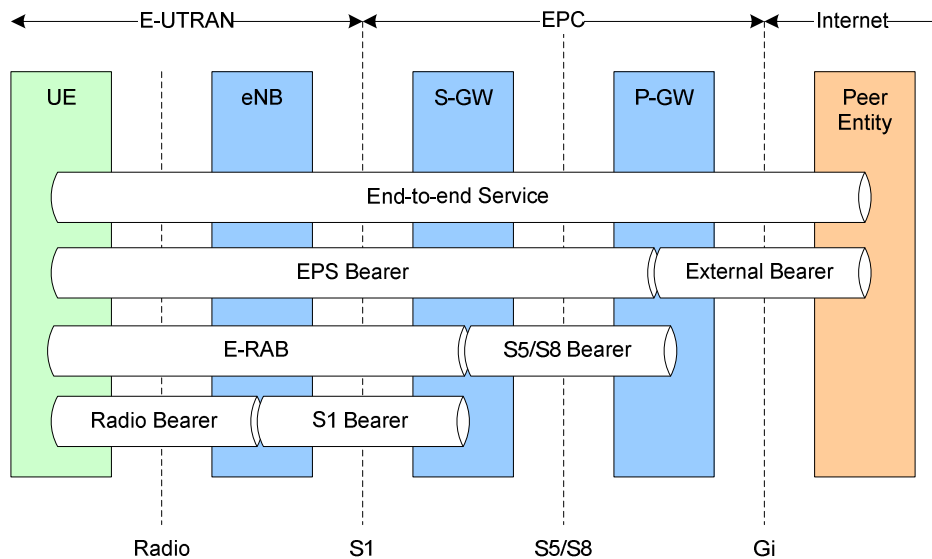 E-UTRAN
EPC
Internet
UE
eNB
S-GW
P-GW
Peer
Entity
End-to-end Service
EPS Bearer
External Bearer
E-RAB
S5/S8 Bearer
Radio Bearer
S1 Bearer
Radio
S1
S5/S8
Gi